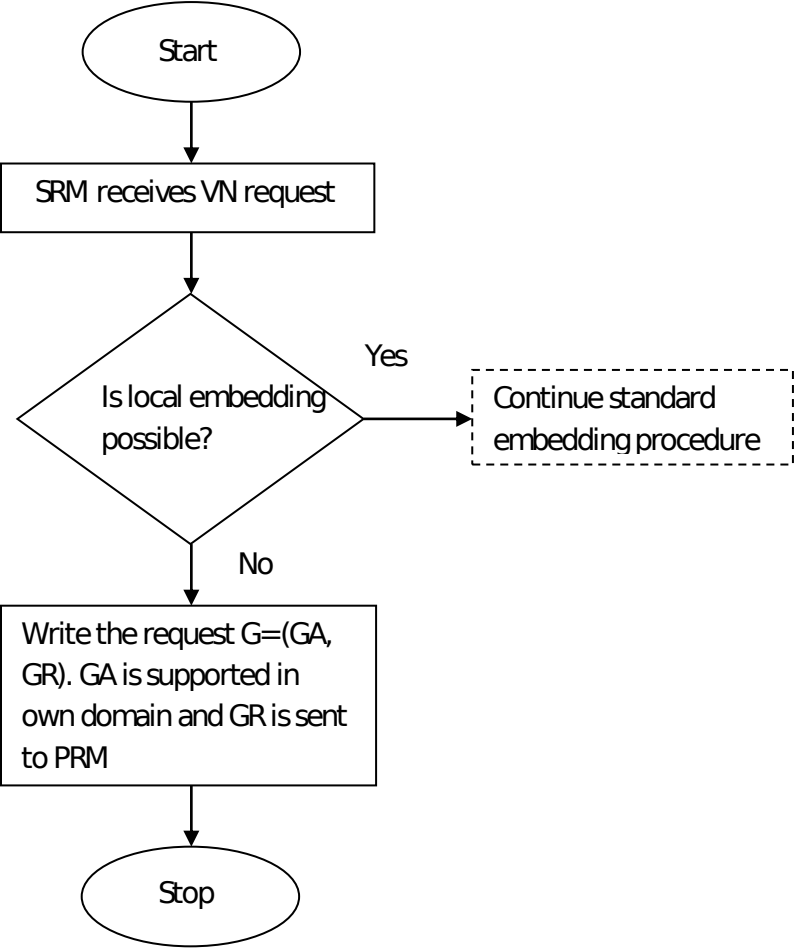 Start
SRM receives VN request
Is local embedding
possible?
Yes
Continue standard
embedding procedure
No
Write the request G=(GA,
GR). GA is supported in
own domain and GR is sent
to PRM
Stop